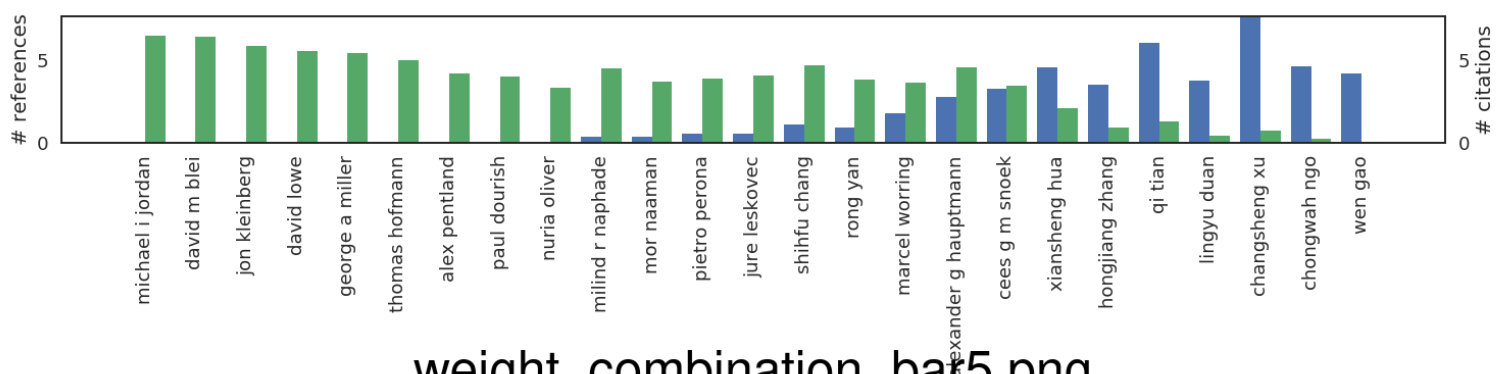 # references
5
0
5
0
# citations
michael i jordan
david m blei
jon kleinberg
david lowe
george a miller
thomas hofmann
alex pentland
paul dourish
nuria oliver
milind r naphade
mor naaman
pietro perona
jure leskovec
shihfu chang
rong yan
marcel worring
lexander g hauptmann
cees g m snoek
xiansheng hua
hongjiang zhang
qi tian
lingyu duan
changsheng xu
chongwah ngo
wen gao
weight_combination_bar5.png